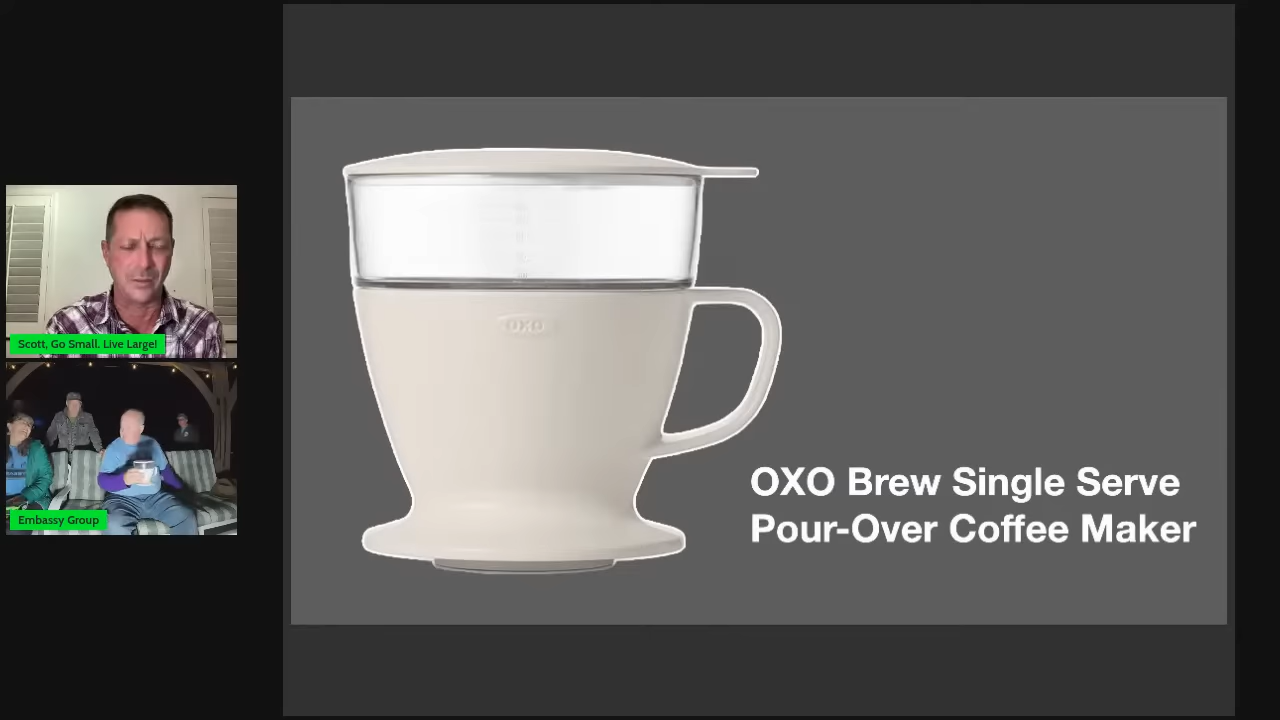 Scott, Go Small. Live Large!
Embassy Group
OXO
OXO Brew Single Serve
Pour-Over Coffee Maker